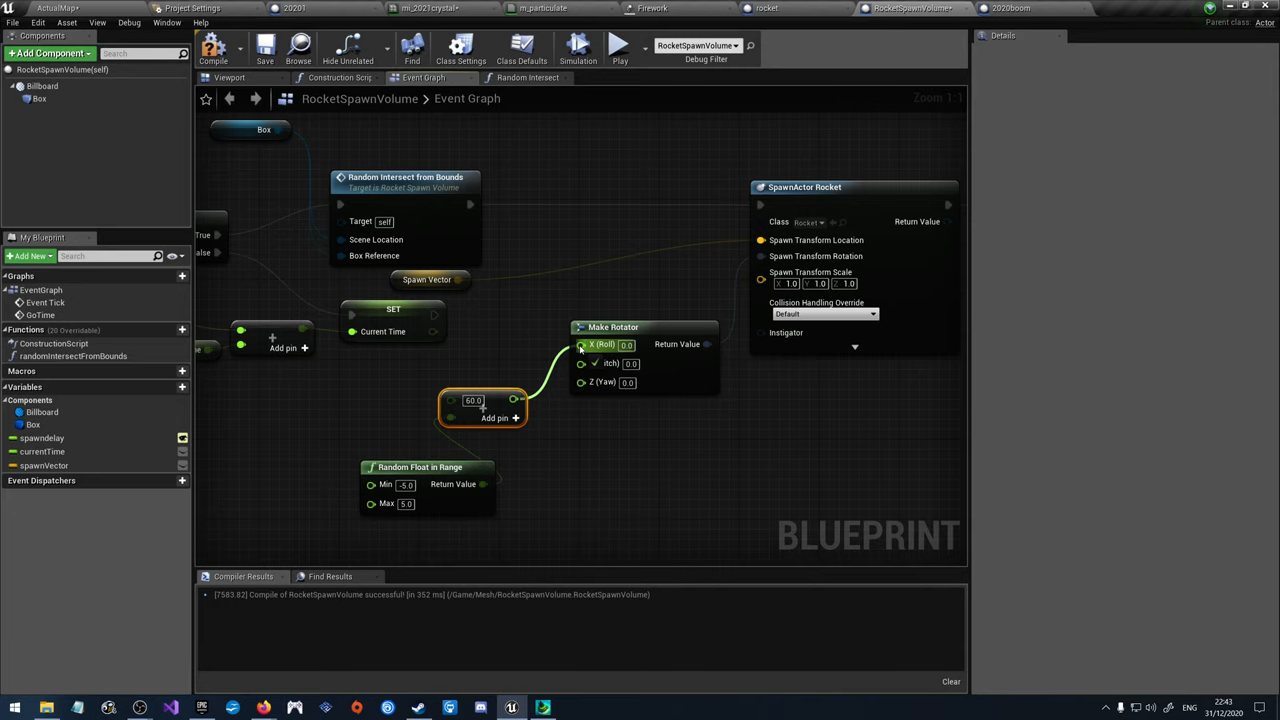 ActualMap*
Project Settings
20201
mi_2021crystal*
m_particulate
Firework
rocket
RocketSpawnVolume*
2020boom
File Edit Asset View Debug Window Help
Parent class: Actor
Components
+ Add Component
Search
RocketSpawnVolume(self)
Billboard
Box
Compile
Save
Browse
Hide Unrelated
Find
Class Settings
Class Defaults
Simulation
Play
RocketSpawnVolume
Debug Filter
Details
Viewport
Construction Scrip
Event Graph
Random Intersect
RocketSpawnVolume > Event Graph
Zoom 1:1
Box
Random Intersect from Bounds
Target is Rocket Spawn Volume
Target self
Scene Location
Box Reference
True
alse
Spawn Vector
SET
Current Time
Add pin
SpawnActor Rocket
Class Rocket
Return Value
Spawn Transform Location
Spawn Transform Rotation
Spawn Transform Scale
X 1.0 Y 1.0 Z 1.0
Collision Handling Override
Default
Instigator
Make Rotator
X (Roll) 0.0
Return Value
itch) 0.0
Z (Yaw) 0.0
60.0
Add pin +
Random Float in Range
Min -5.0
Return Value
Max 5.0
BLUEPRINT
My Blueprint
+ Add New
Search
Graphs
EventGraph
Event Tick
GoTime
Functions (20 Overridable)
ConstructionScript
randomIntersectFromBounds
Macros
Variables
Components
Billboard
Box
spawndelay
currentTime
spawnVector
Event Dispatchers
Compiler Results
Find Results
[7583.82] Compile of RocketSpawnVolume successful! [in 352 ms] (/Game/Mesh/RocketSpawnVolume.RocketSpawnVolume)
Clear
ENG
22:43
31/12/2020